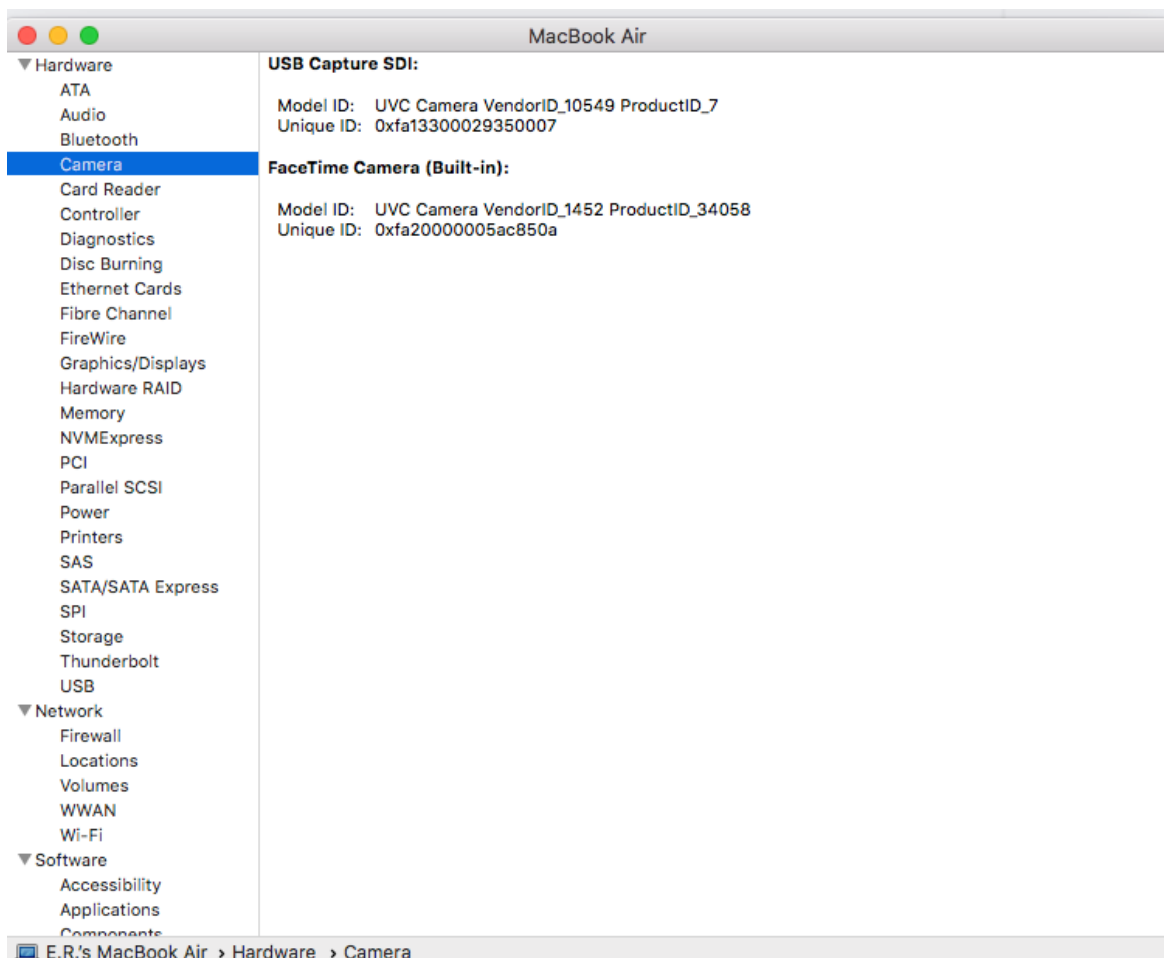 MacBook Air
Hardware
ATA
Audio
Bluetooth
Camera
Card Reader
Controller
Diagnostics
Disc Burning
Ethernet Cards
Fibre Channel
FireWire
Graphics/Displays
Hardware RAID
Memory
NVMExpress
PCI
Parallel SCSI
Power
Printers
SAS
SATA/SATA Express
SPI
Storage
Thunderbolt
USB
Network
Firewall
Locations
Volumes
WWAN
Wi-Fi
Software
Accessibility
Applications
Components
USB Capture SDI:
Model ID: UVC Camera VendorID_10549 ProductID_7
Unique ID: 0xfa13300029350007
FaceTime Camera (Built-in):
Model ID: UVC Camera VendorID_1452 ProductID_34058
Unique ID: 0xfa20000005ac850a
E.R.'s MacBook Air › Hardware › Camera